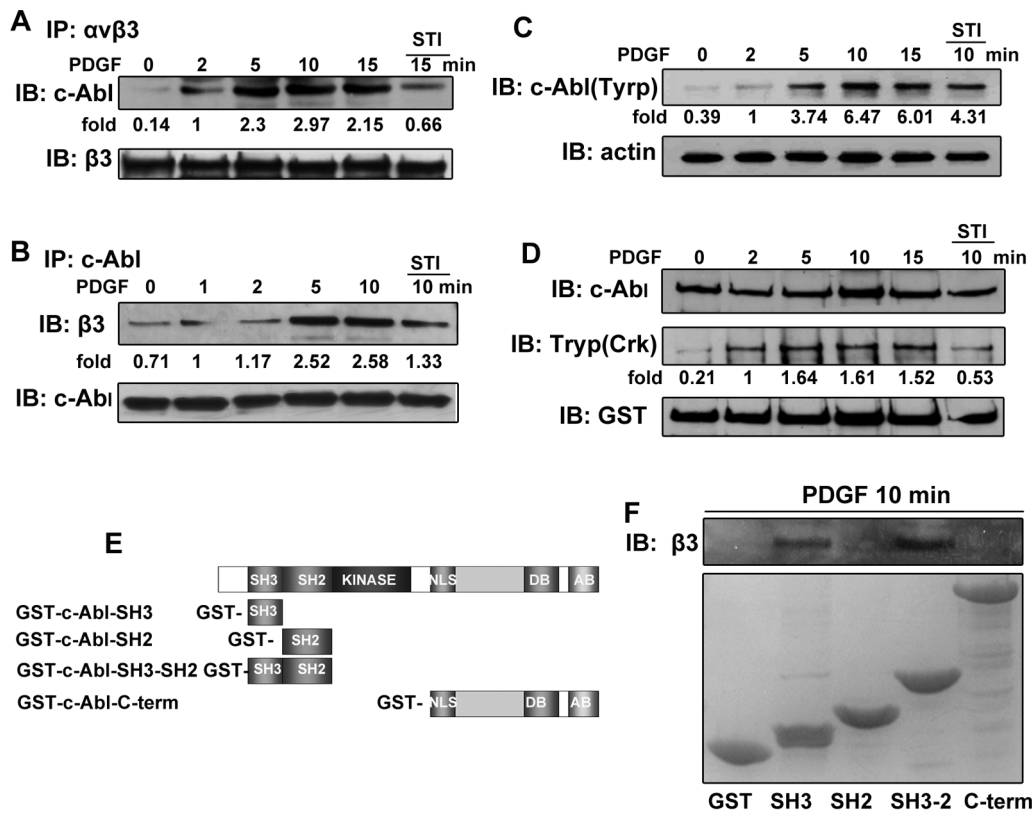 A
IP: αvβ3
STI
PDGF 0 2 5 10 15 15 min
IB: c-Abl
fold 0.14 1 2.3 2.97 2.15 0.66
IB: β3
B
IP: c-Abl
STI
PDGF 0 1 2 5 10 10 min
IB: β3
fold 0.71 1 1.17 2.52 2.58 1.33
IB: c-Abl
C
STI
PDGF 0 2 5 10 15 10 min
IB: c-Abl(Tyrp)
fold 0.39 1 3.74 6.47 6.01 4.31
IB: actin
D
STI
PDGF 0 2 5 10 15 10 min
IB: c-Abl
IB: Tryp(Crk)
fold 0.21 1 1.64 1.61 1.52 0.53
IB: GST
E
SH3 SH2 KINASE NLS DB AB
GST-c-Abl-SH3 GST- SH3
GST-c-Abl-SH2 GST- SH2
GST-c-Abl-SH3-SH2 GST- SH3 SH2
GST-c-Abl-C-term GST- NLS DB AB
F
PDGF 10 min
IB: β3
GST SH3 SH2 SH3-2 C-term